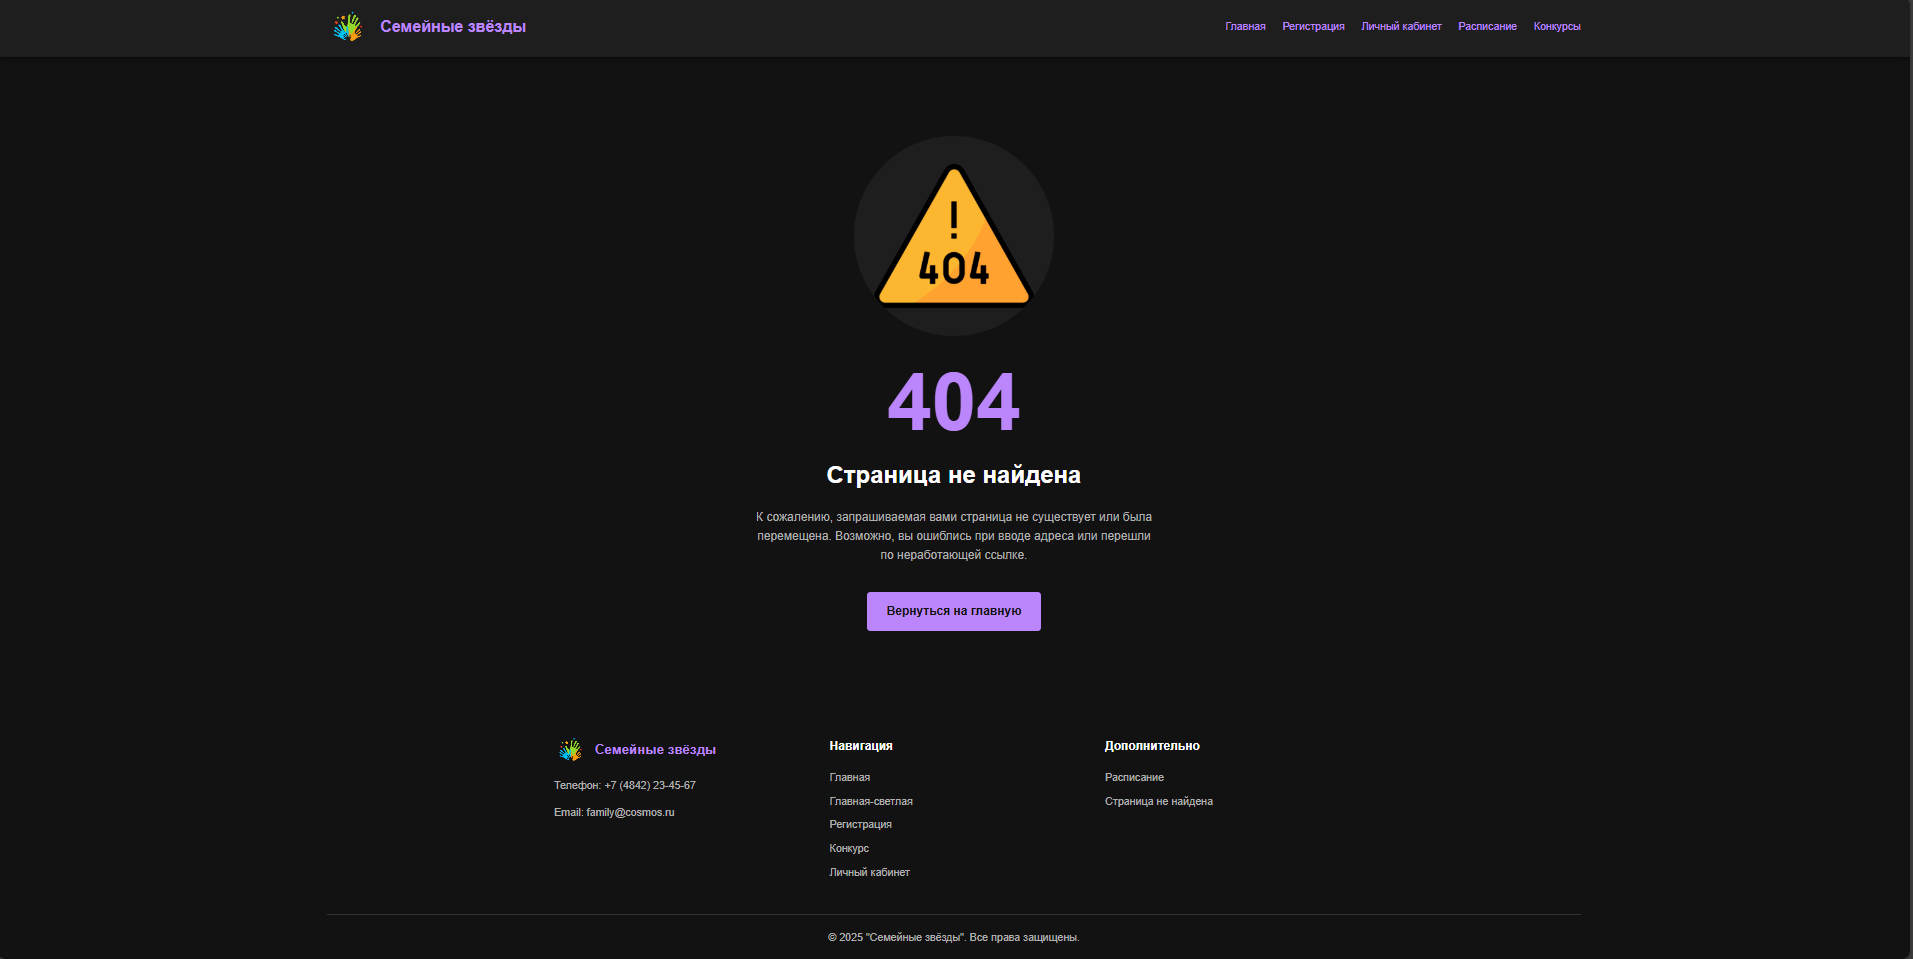 Семейные звёзды
Главная Регистрация Личный кабинет Расписание Конкурсы
!
404
404
Страница не найдена
К сожалению, запрашиваемая вами страница не существует или была
перемещена. Возможно, вы ошиблись при вводе адреса или перешли
по неработающей ссылке.
Вернуться на главную
Семейные звёзды
Телефон: +7 (4842) 23-45-67
Email: family@cosmos.ru
Навигация
Главная
Главная-светлая
Регистрация
Конкурс
Личный кабинет
Дополнительно
Расписание
Страница не найдена
© 2025 "Семейные звёзды". Все права защищены.